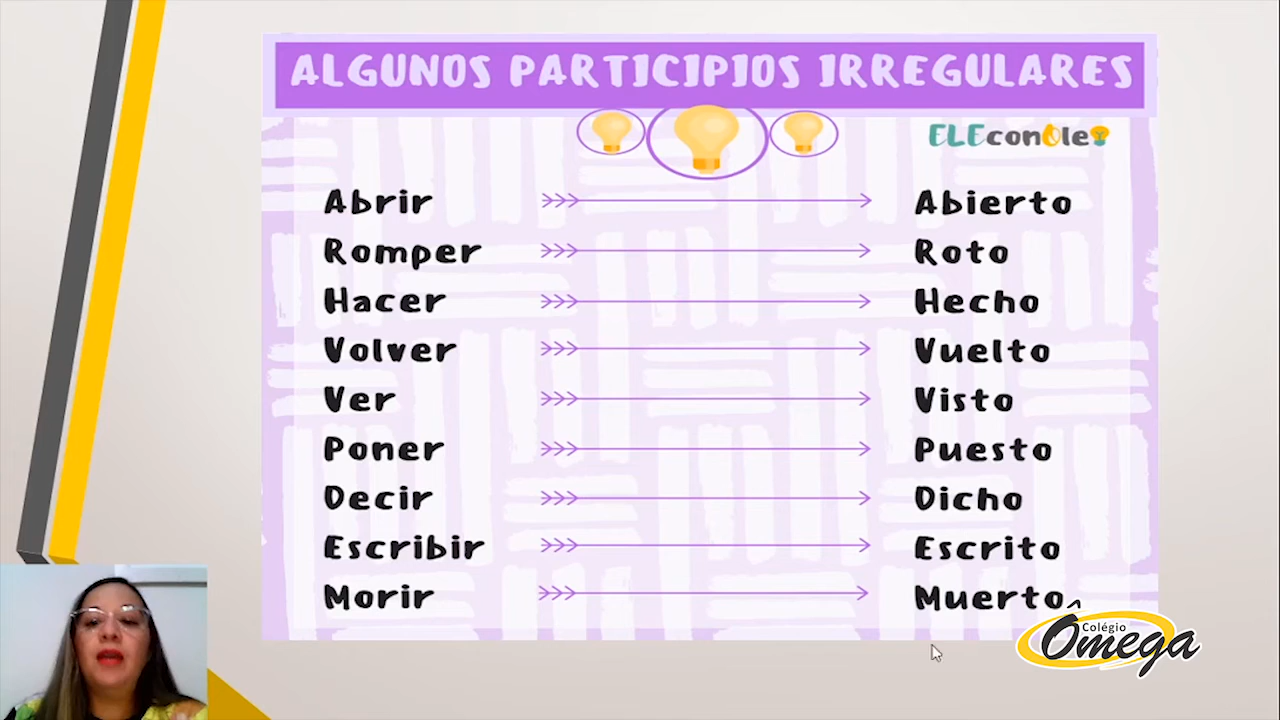 ALGUNOS PARTICIPIOS IRREGULARES
ELEconOle
Abrir Abierto
Romper Roto
Hacer Hecho
Volver Vuelto
Ver Visto
Poner Puesto
Decir Dicho
Escribir Escrito
Morir Muerto
Colégio
Ômega